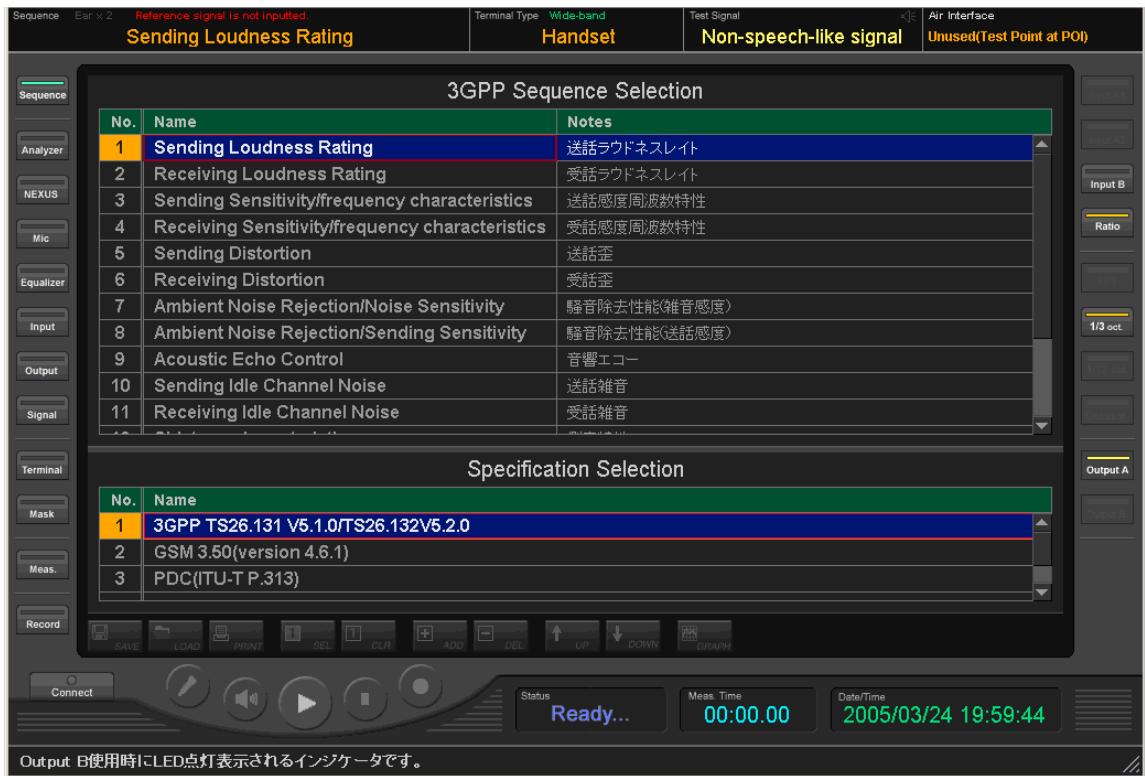 Sequence Ear x 2 Reference signal is not inputted.
Sending Loudness Rating
Terminal Type Wide-band
Handset
Test Signal
Non-speech-like signal
Air Interface
Unused(Test Point at POI)
Sequence
Analyzer
NEXUS
Mic
Equalizer
Input
Output
Signal
Terminal
Mask
Meas.
Record
3GPP Sequence Selection
No. Name Notes
1 Sending Loudness Rating 送話ラウドネスレイト
2 Receiving Loudness Rating 受話ラウドネスレイト
3 Sending Sensitivity/frequency characteristics 送話感度周波数特性
4 Receiving Sensitivity/frequency characteristics 受話感度周波数特性
5 Sending Distortion 送話歪
6 Receiving Distortion 受話歪
7 Ambient Noise Rejection/Noise Sensitivity 騒音除去性能(雑音感度)
8 Ambient Noise Rejection/Sending Sensitivity 騒音除去性能(送話感度)
9 Acoustic Echo Control 音響エコー
10 Sending Idle Channel Noise 送話雑音
11 Receiving Idle Channel Noise 受話雑音
Specification Selection
No. Name
1 3GPP TS26.131 V5.1.0/TS26.132V5.2.0
2 GSM 3.50(version 4.6.1)
3 PDC(ITU-T P.313)
SAVE LOAD PRINT SEL CLR ADD DEL UP DOWN GRAPH
Input B
Ratio
1/3 oct.
Output A
Connect
Status
Ready...
Meas. Time
00:00.00
Date/Time
2005/03/24 19:59:44
Output B使用時にLED点灯表示されるインジケータです。